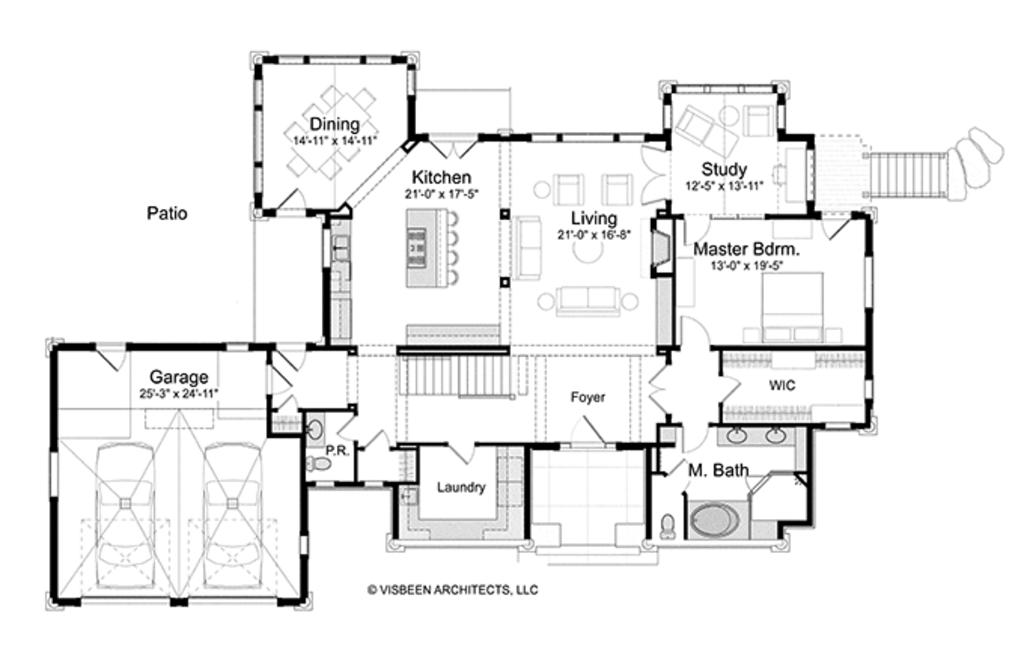 Dining
14'-11" x 14'-11"
Kitchen
21'-0" x 17'-5"
Study
12'-5" x 13'-11"
Patio
Living
21'-0" x 16'-8"
Master Bdrm.
13'-0" x 19'-5"
Garage
25'-3" x 24'-11"
WIC
Foyer
P.R.
M. Bath
Laundry
© VISBEEN ARCHITECTS, LLC